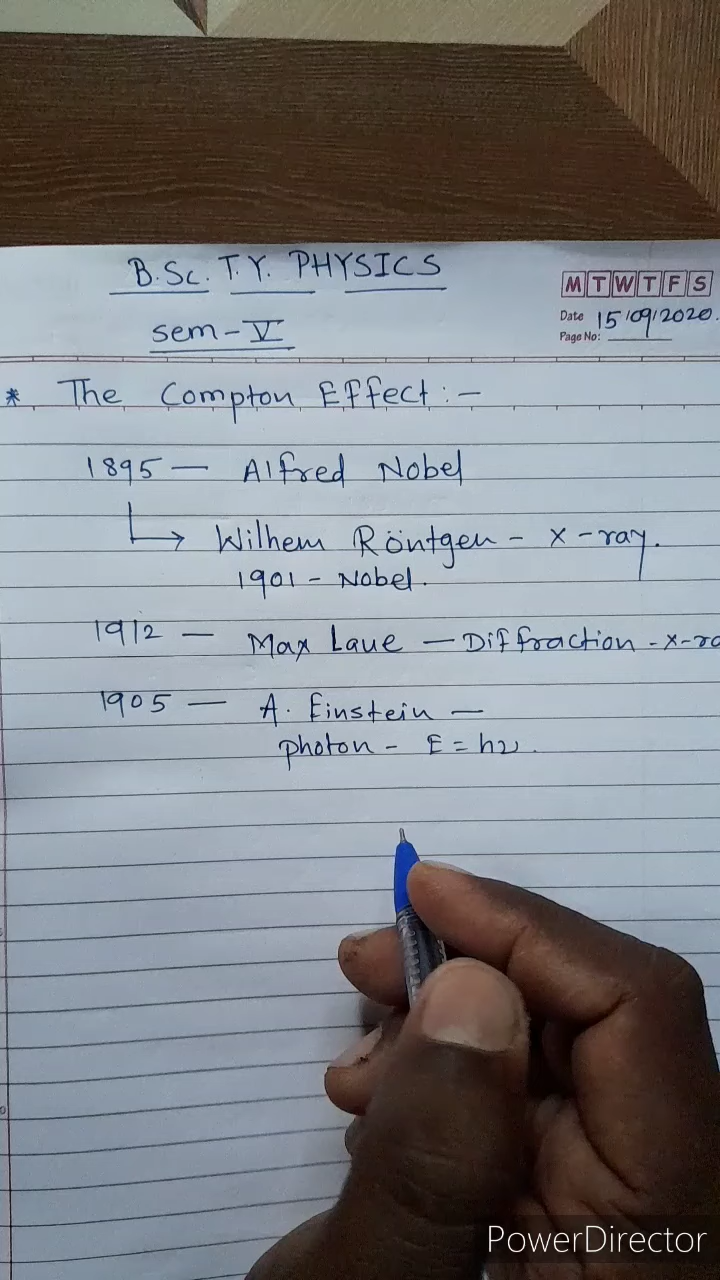 B.Sc. T.Y. PHYSICS
M T W T F S
Date 15/09/2020.
sem-V
Page No:
* The Compton Effect :-
1895 — Alfred Nobel
Wilhem Röntgen - x-ray.
1901 - Nobel.
1912 — Max Laue — Diffraction - x-ra
1905 — A. Einstein —
photon - E = hν.
PowerDirector